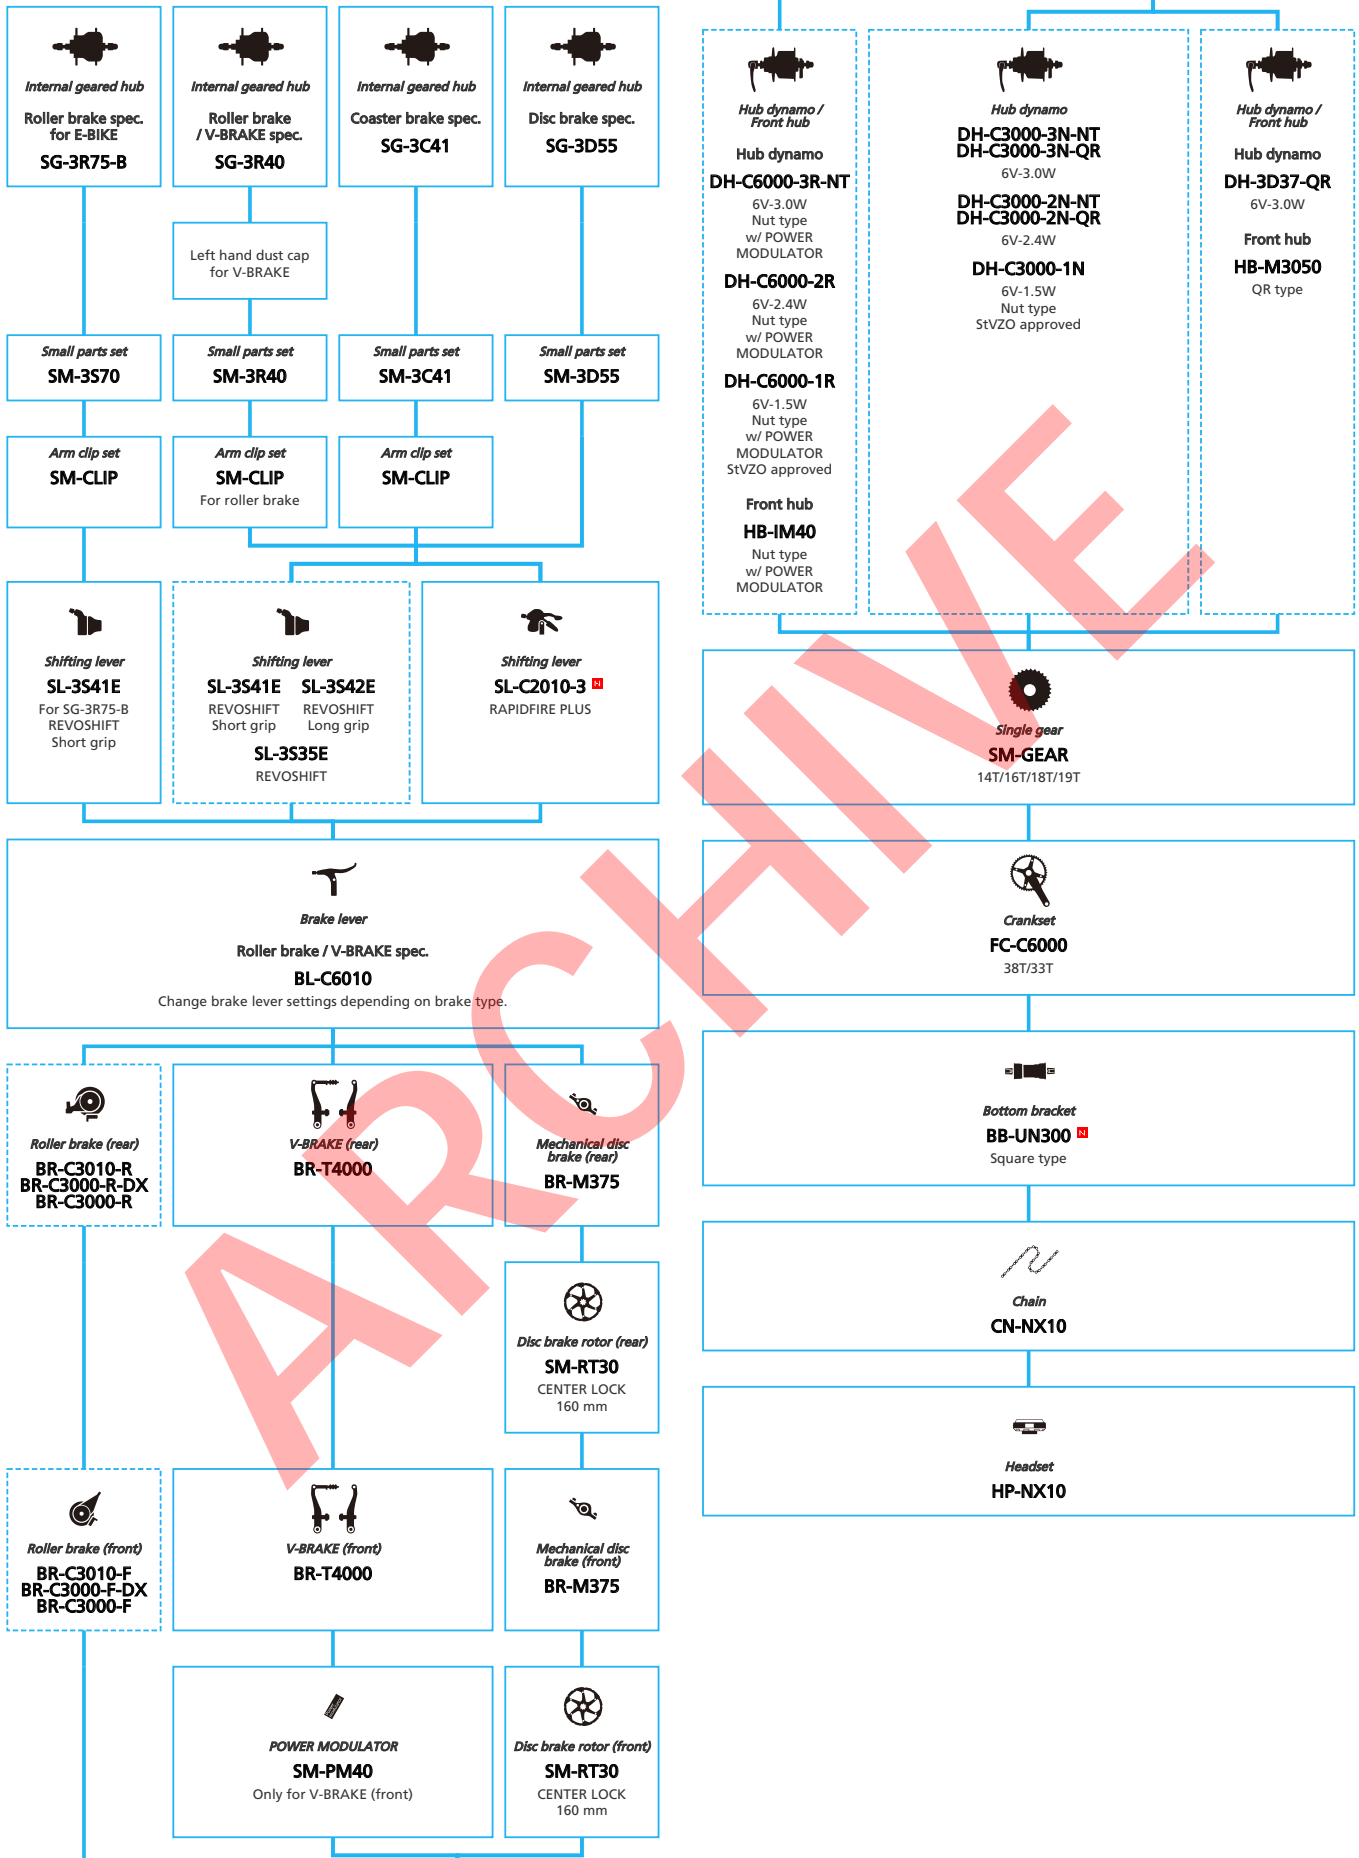 Internal geared hub
Roller brake spec.
for E-BIKE
SG-3R75-B
Internal geared hub
Roller brake
/ V-BRAKE spec.
SG-3R40
Internal geared hub
Coaster brake spec.
SG-3C41
Internal geared hub
Disc brake spec.
SG-3D55
Left hand dust cap
for V-BRAKE
Small parts set
SM-3S70
Small parts set
SM-3R40
Small parts set
SM-3C41
Small parts set
SM-3D55
Arm clip set
SM-CLIP
Arm clip set
SM-CLIP
For roller brake
Arm clip set
SM-CLIP
Shifting lever
SL-3S41E
For SG-3R75-B
REVOSHIFT
Short grip
Shifting lever
SL-3S41E
REVOSHIFT
Short grip
SL-3S42E
REVOSHIFT
Long grip
SL-3S35E
REVOSHIFT
Shifting lever
SL-C2010-3 N
RAPIDFIRE PLUS
Brake lever
Roller brake / V-BRAKE spec.
BL-C6010
Change brake lever settings depending on brake type.
Roller brake (rear)
BR-C3010-R
BR-C3000-R-DX
BR-C3000-R
V-BRAKE (rear)
BR-T4000
Mechanical disc
brake (rear)
BR-M375
Disc brake rotor (rear)
SM-RT30
CENTER LOCK
160 mm
Roller brake (front)
BR-C3010-F
BR-C3000-F-DX
BR-C3000-F
V-BRAKE (front)
BR-T4000
Mechanical disc
brake (front)
BR-M375
POWER MODULATOR
SM-PM40
Only for V-BRAKE (front)
Disc brake rotor (front)
SM-RT30
CENTER LOCK
160 mm
Hub dynamo /
Front hub
Hub dynamo
DH-C6000-3R-NT
6V-3.0W
Nut type
w/ POWER
MODULATOR
DH-C6000-2R
6V-2.4W
Nut type
w/ POWER
MODULATOR
DH-C6000-1R
6V-1.5W
Nut type
w/ POWER
MODULATOR
StVZO approved
Front hub
HB-IM40
Nut type
w/ POWER
MODULATOR
Hub dynamo
DH-C3000-3N-NT
DH-C3000-3N-QR
6V-3.0W
DH-C3000-2N-NT
DH-C3000-2N-QR
6V-2.4W
DH-C3000-1N
6V-1.5W
Nut type
StVZO approved
Hub dynamo /
Front hub
Hub dynamo
DH-3D37-QR
6V-3.0W
Front hub
HB-M3050
QR type
Single gear
SM-GEAR
14T/16T/18T/19T
Crankset
FC-C6000
38T/33T
Bottom bracket
BB-UN300 N
Square type
Chain
CN-NX10
Headset
HP-NX10
ARCHIVE